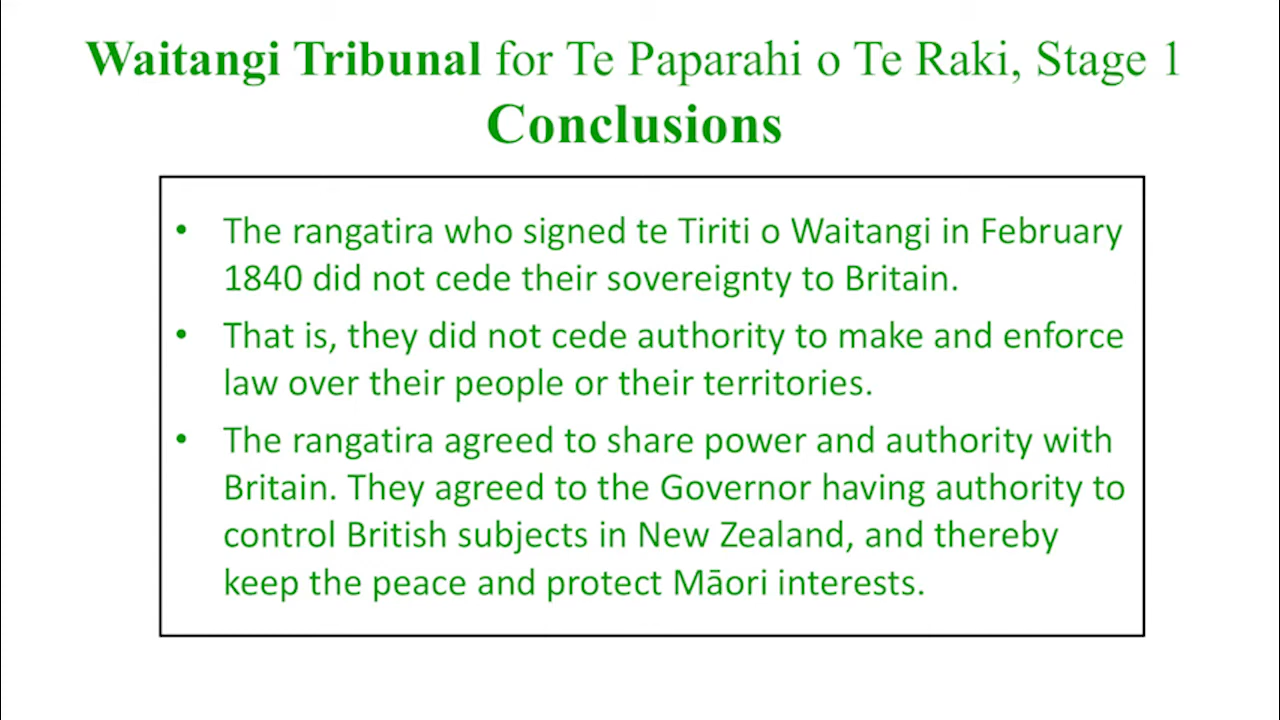 Waitangi Tribunal for Te Paparahi o Te Raki, Stage 1
Conclusions
• The rangatira who signed te Tiriti o Waitangi in February
1840 did not cede their sovereignty to Britain.
• That is, they did not cede authority to make and enforce
law over their people or their territories.
• The rangatira agreed to share power and authority with
Britain. They agreed to the Governor having authority to
control British subjects in New Zealand, and thereby
keep the peace and protect Māori interests.